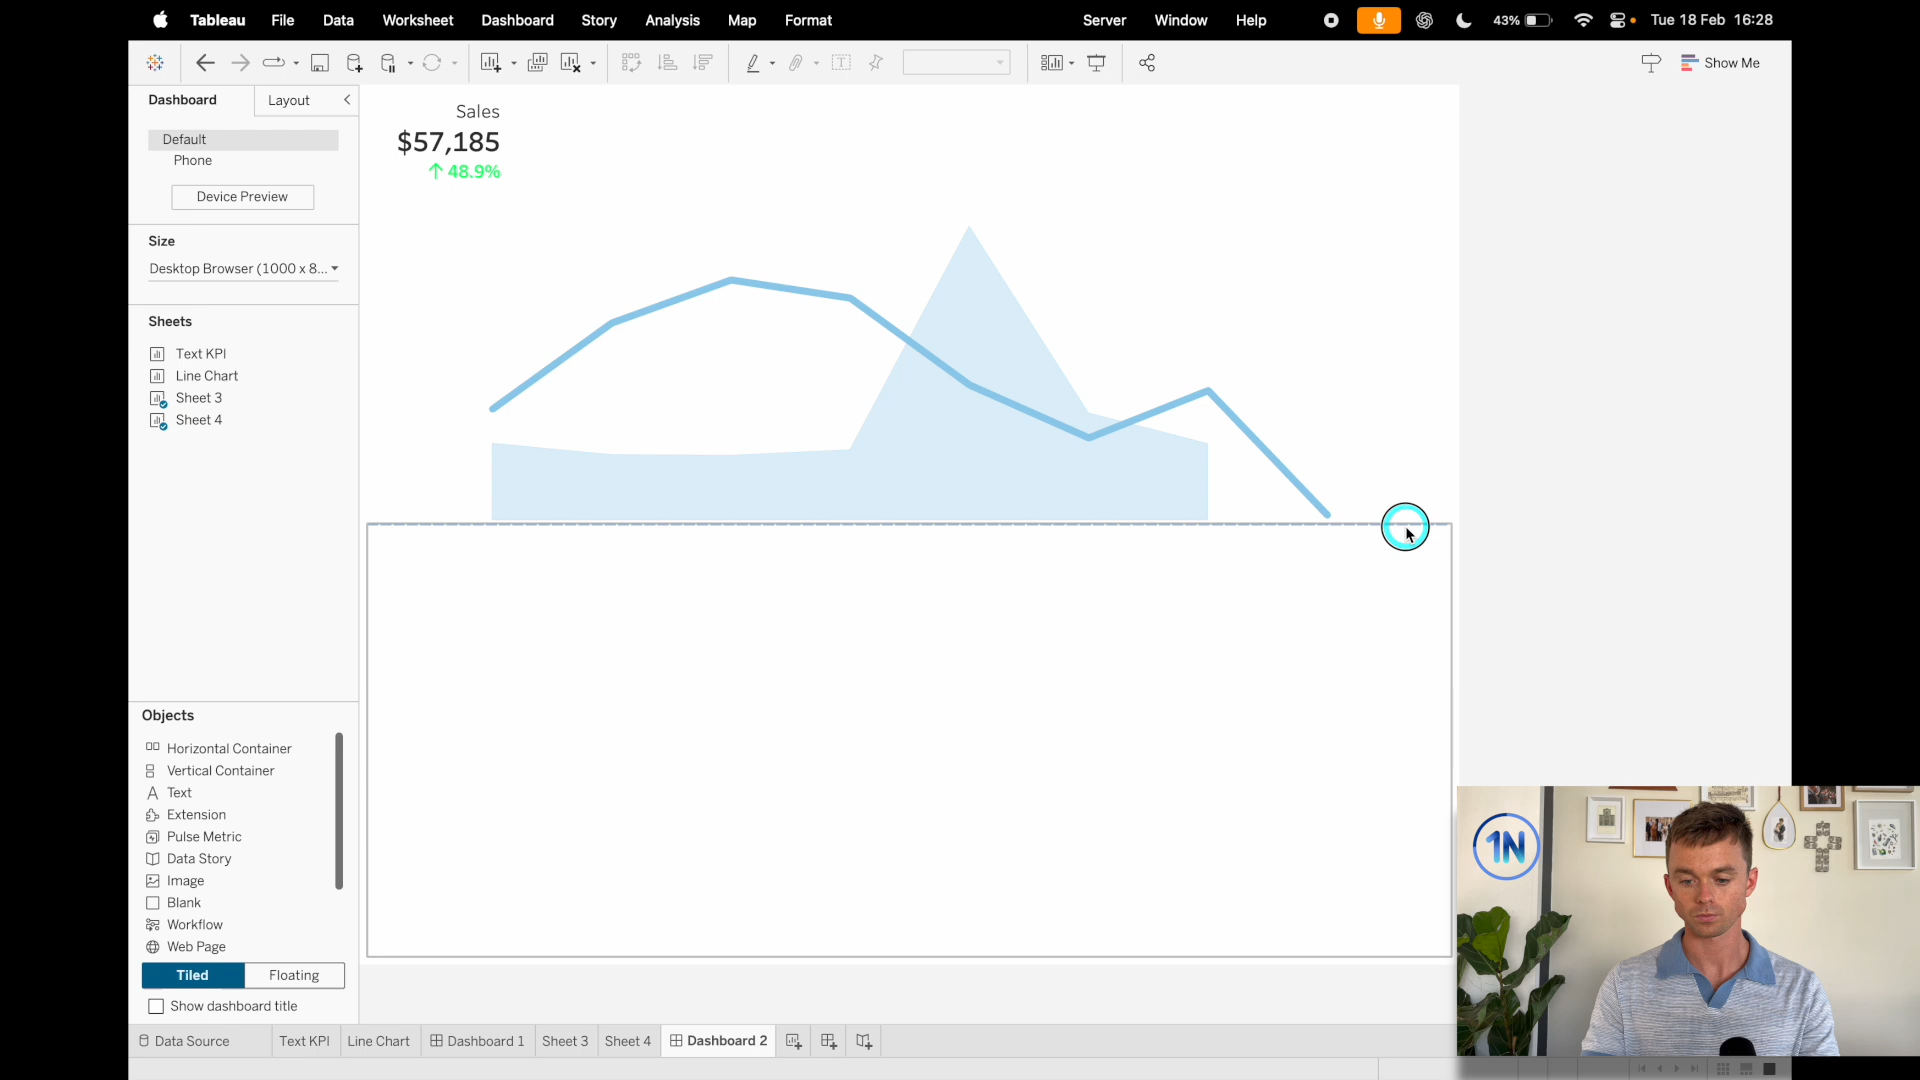 Tableau File Data Worksheet Dashboard Story Analysis Map Format Server Window Help 43% Tue 18 Feb 16:28
Show Me
Dashboard Layout
Default
Phone
Device Preview
Size
Desktop Browser (1000 x 8...
Sheets
Text KPI
Line Chart
Sheet 3
Sheet 4
Objects
Horizontal Container
Vertical Container
Text
Extension
Pulse Metric
Data Story
Image
Blank
Workflow
Web Page
Tiled Floating
Show dashboard title
Sales
$57,185
↑ 48.9%
1N
Data Source Text KPI Line Chart Dashboard 1 Sheet 3 Sheet 4 Dashboard 2